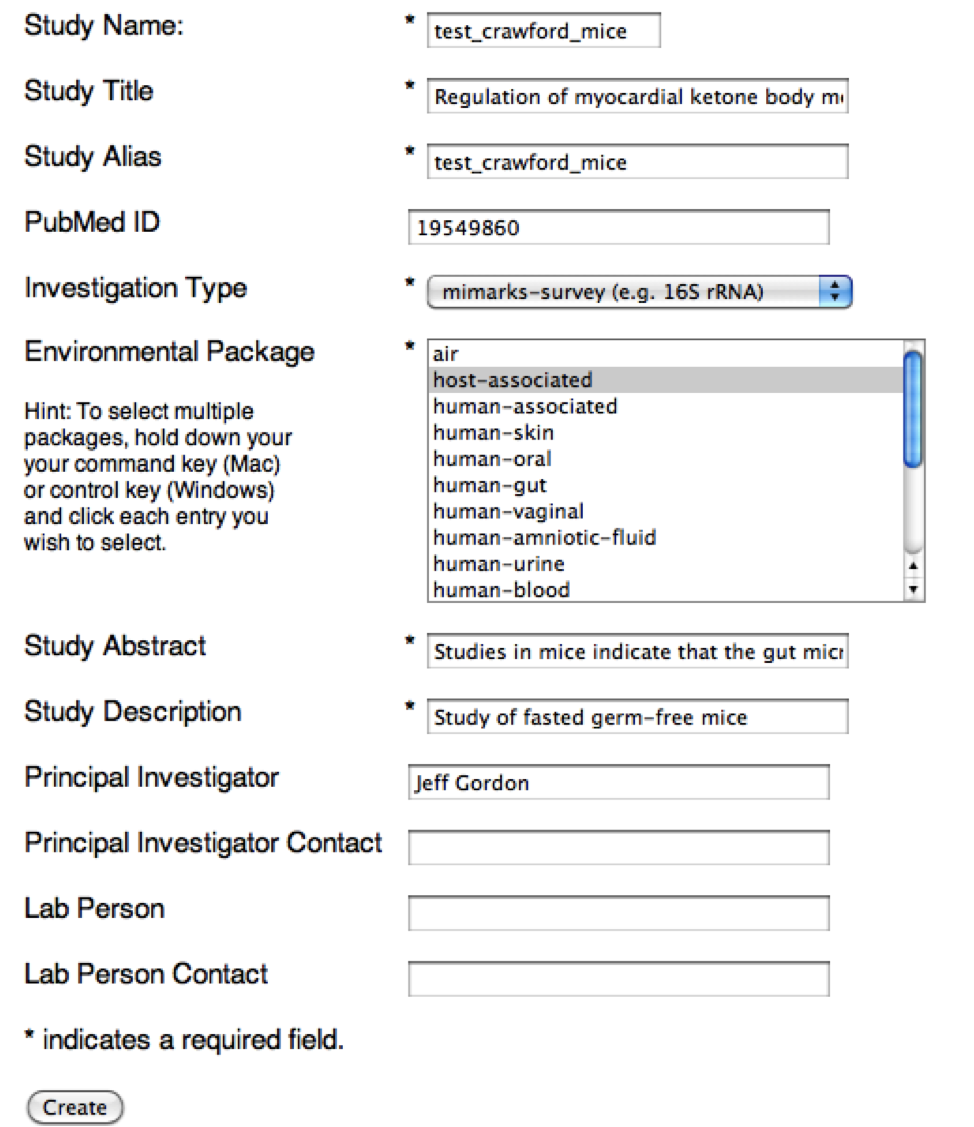 Study Name: * test_crawford_mice
Study Title * Regulation of myocardial ketone body m
Study Alias * test_crawford_mice
PubMed ID 19549860
Investigation Type * mimarks-survey (e.g. 16S rRNA)
Environmental Package * air
host-associated
human-associated
human-skin
human-oral
human-gut
human-vaginal
human-amniotic-fluid
human-urine
human-blood
Hint: To select multiple
packages, hold down your
your command key (Mac)
or control key (Windows)
and click each entry you
wish to select.
Study Abstract * Studies in mice indicate that the gut micr
Study Description * Study of fasted germ-free mice
Principal Investigator Jeff Gordon
Principal Investigator Contact
Lab Person
Lab Person Contact
* indicates a required field.
Create